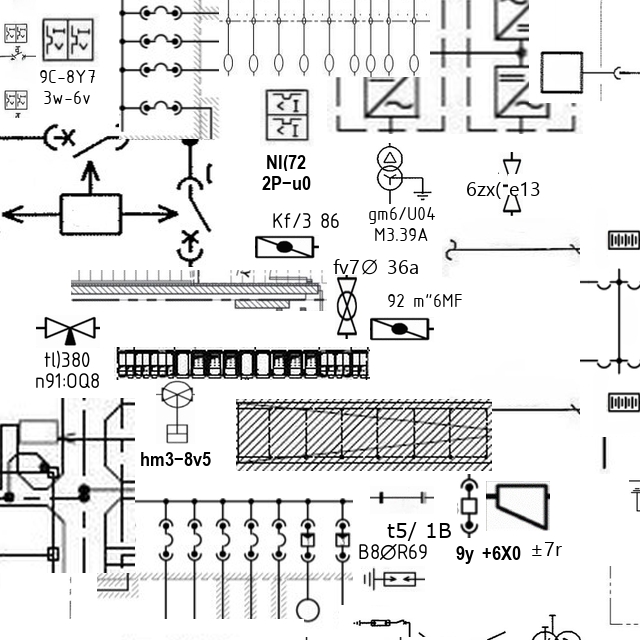 9C-8Y7
3w-6v
NI(72
2P-u0
gm6/U04
M3.39A
6zx(-e13
Kf/3 86
fv7∅ 36a
92 m"6MF
tl)380
n91:0Q8
hm3-8v5
t5/ 1B
B8∅R69
9y +6X0
±7r